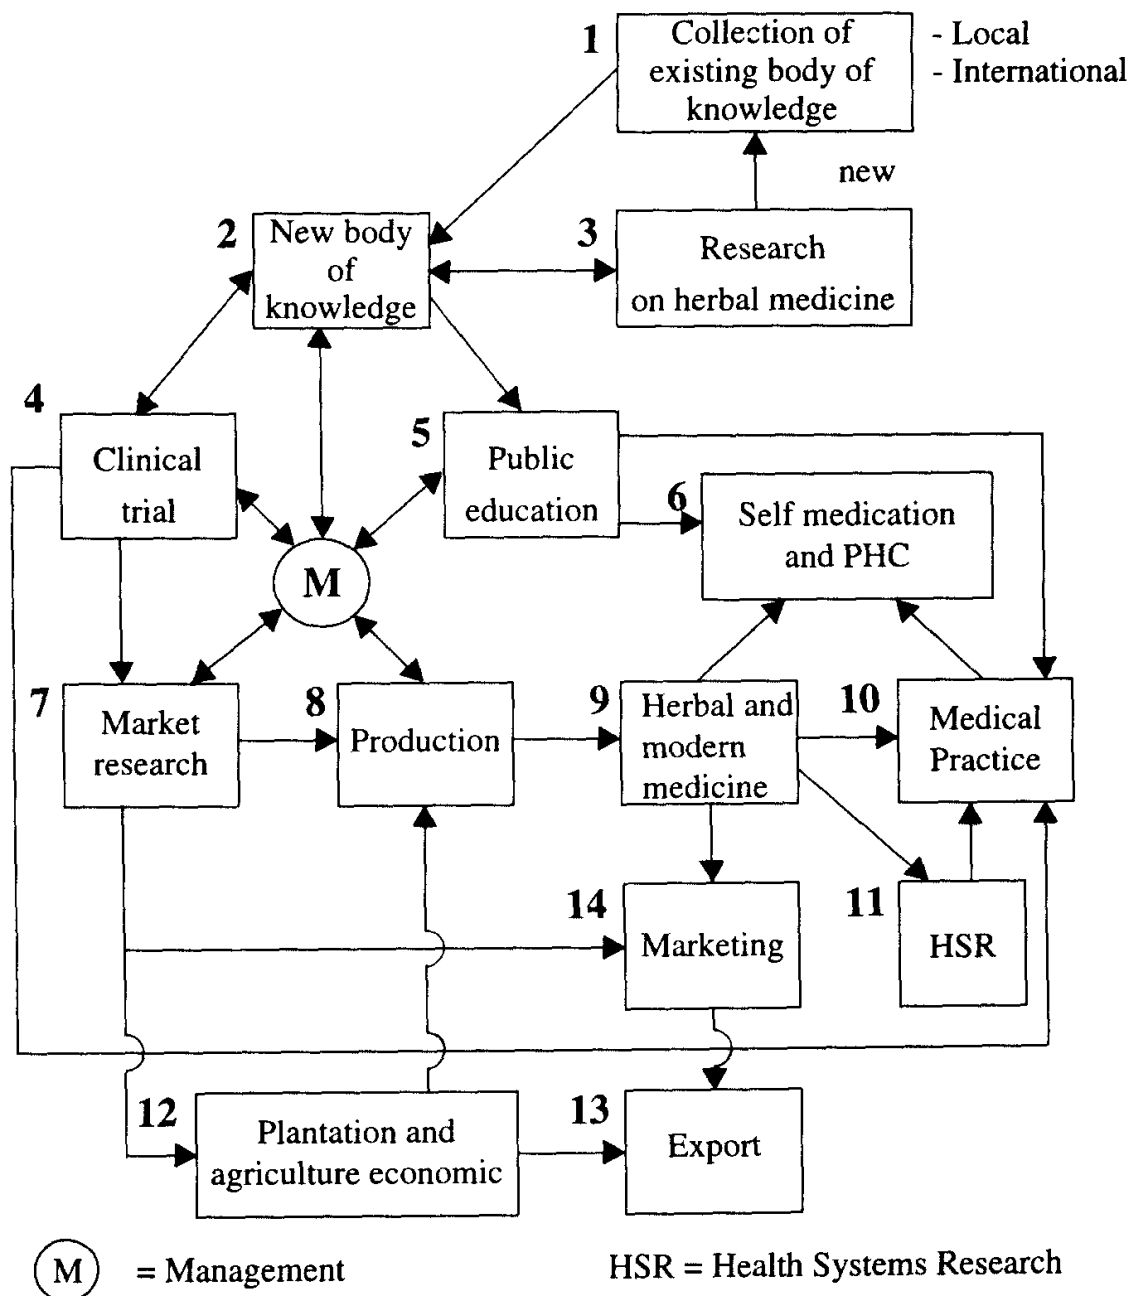 1
Collection of
existing body of
knowledge
- Local
- International
new
2
New body
of
knowledge
3
Research
on herbal medicine
4
Clinical
trial
5
Public
education
6
Self medication
and PHC
M
7
Market
research
8
Production
9
Herbal and
modern
medicine
10
Medical
Practice
14
Marketing
11
HSR
12
Plantation and
agriculture economic
13
Export
M = Management
HSR = Health Systems Research